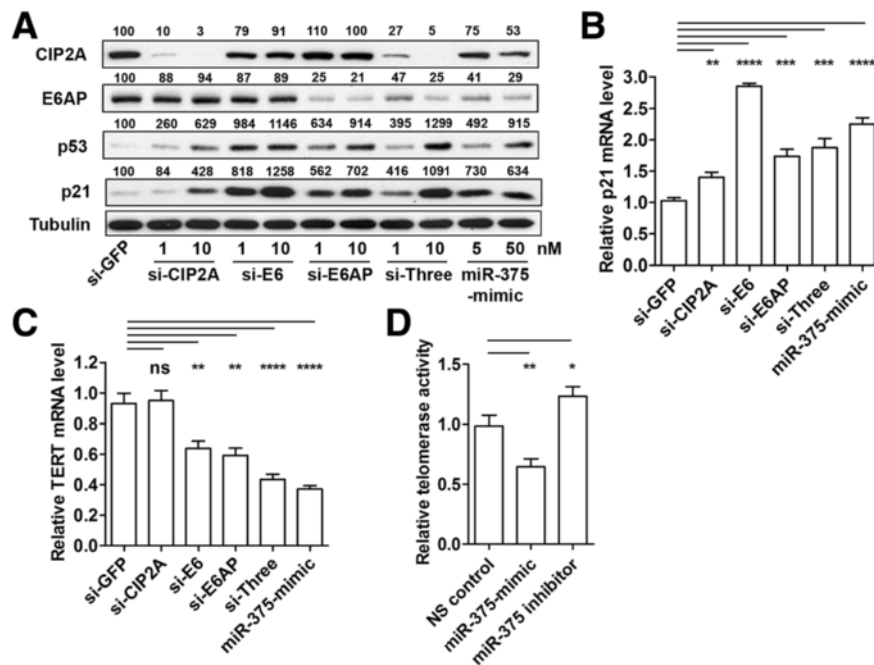 A
100 10 3 79 91 110 100 27 5 75 53
CIP2A
100 88 94 87 89 25 21 47 25 41 29
E6AP
100 260 629 984 1146 634 914 395 1299 492 915
p53
100 84 428 818 1258 562 702 416 1091 730 634
p21
Tubulin
si-GFP
1 10 1 10 1 10 1 10 5 50 nM
si-CIP2A si-E6 si-E6AP si-Three miR-375
-mimic
B
** **** *** *** ****
Relative p21 mRNA level
3.0
2.5
2.0
1.5
1.0
0.5
0.0
si-GFP
si-CIP2A
si-E6
si-E6AP
si-Three
miR-375-mimic
C
ns ** ** **** ****
Relative TERT mRNA level
1.0
0.8
0.6
0.4
0.2
0.0
si-GFP
si-CIP2A
si-E6
si-E6AP
si-Three
miR-375-mimic
D
** *
Relative telomerase activity
1.5
1.0
0.5
0.0
NS control
miR-375-mimic
miR-375 inhibitor